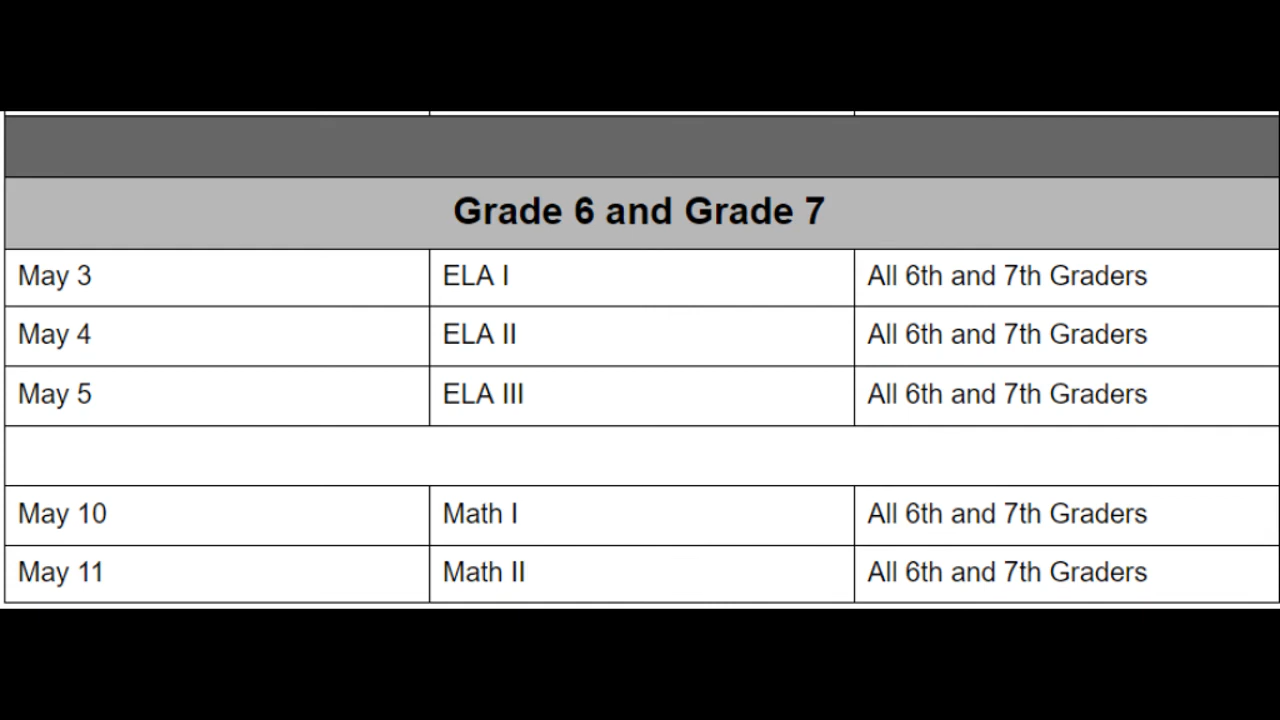 Grade 6 and Grade 7
May 3 ELA I All 6th and 7th Graders
May 4 ELA II All 6th and 7th Graders
May 5 ELA III All 6th and 7th Graders
May 10 Math I All 6th and 7th Graders
May 11 Math II All 6th and 7th Graders